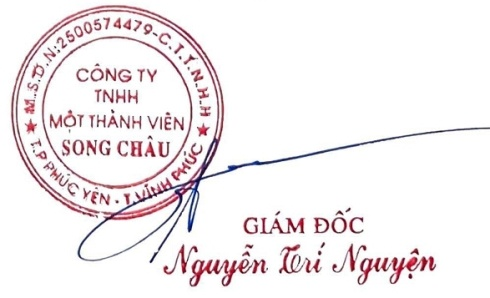 M.S.D.N:2500574479-C.T.T.N.H.H
CÔNG TY
TNHH
MỘT THÀNH VIÊN
SONG CHÂU
T.P PHÚC YÊN - T.VĨNH PHÚC
GIÁM ĐỐC
Nguyễn Trí Nguyện